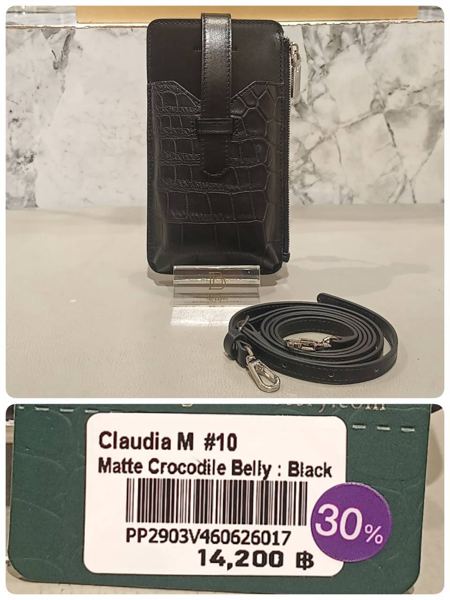 Claudia M #10
Matte Crocodile Belly : Black
PP2903V460626017
30%
14,200 ฿